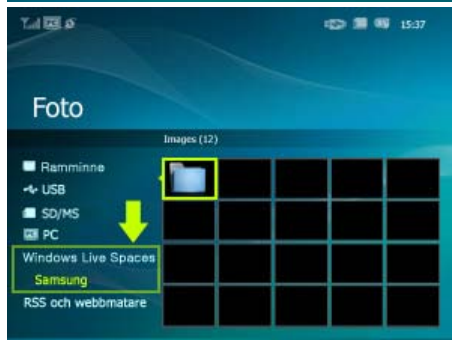 15:37
Foto
Images (12)
Ramminne
USB
SD/MS
PC
Windows Live Spaces
Samsung
RSS och webbmatare